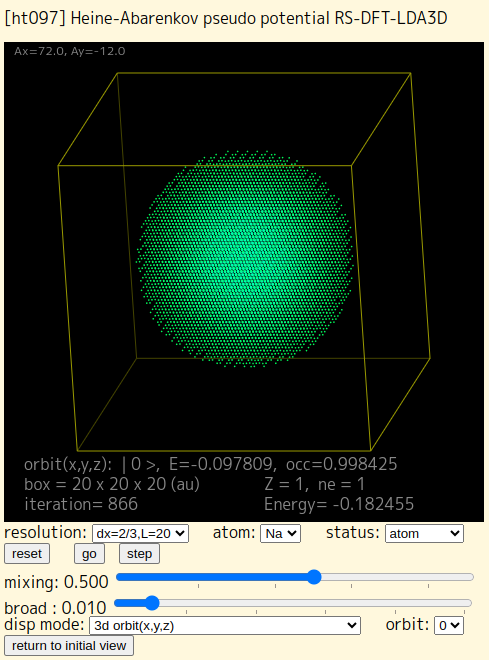 [ht097] Heine-Abarenkov pseudo potential RS-DFT-LDA3D
Ax=72.0, Ay=-12.0
orbit(x,y,z): |0 >, E=-0.097809, occ=0.998425
box = 20 x 20 x 20 (au) Z = 1, ne = 1
iteration= 866 Energy= -0.182455
resolution: dx=2/3,L=20 atom: Na status: atom
reset go step
mixing: 0.500
broad : 0.010
disp mode: 3d orbit(x,y,z) orbit: 0
return to initial view